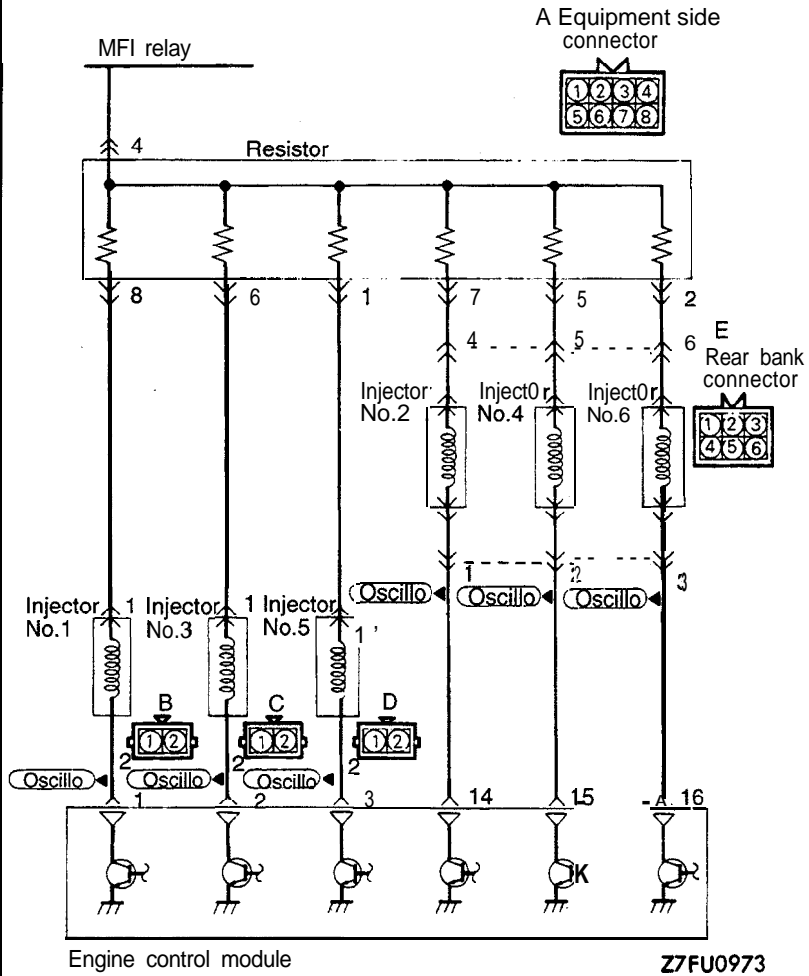 A Equipment side
connector
MFI relay
1 2 3 4
5 6 7 8
4
Resistor
8 6 1 7 5 2
4 5 6
E
Rear bank
connector
Injector
No.2
Inject0r
No.4
Inject0r
No.6
1 2 3
4 5 6
1 2 3
Oscillo Oscillo Oscillo
Injector
No.1
1
Injector
No.3
1
Injector
No.5
1
B
1 2
C
1 2
D
1 2
2 2 2
Oscillo Oscillo Oscillo
1 2 3 14 15 A 16
K
Engine control module
Z7FU0973